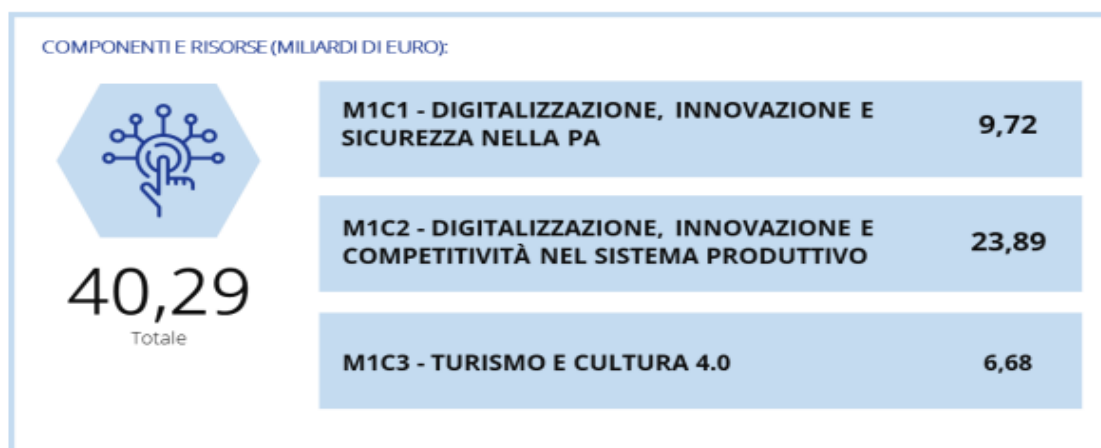 COMPONENTI E RISORSE (MILIARDI DI EURO):
M1C1 - DIGITALIZZAZIONE, INNOVAZIONE E
SICUREZZA NELLA PA
9,72
M1C2 - DIGITALIZZAZIONE, INNOVAZIONE E
COMPETITIVITÀ NEL SISTEMA PRODUTTIVO
23,89
40,29
Totale
M1C3 - TURISMO E CULTURA 4.0
6,68